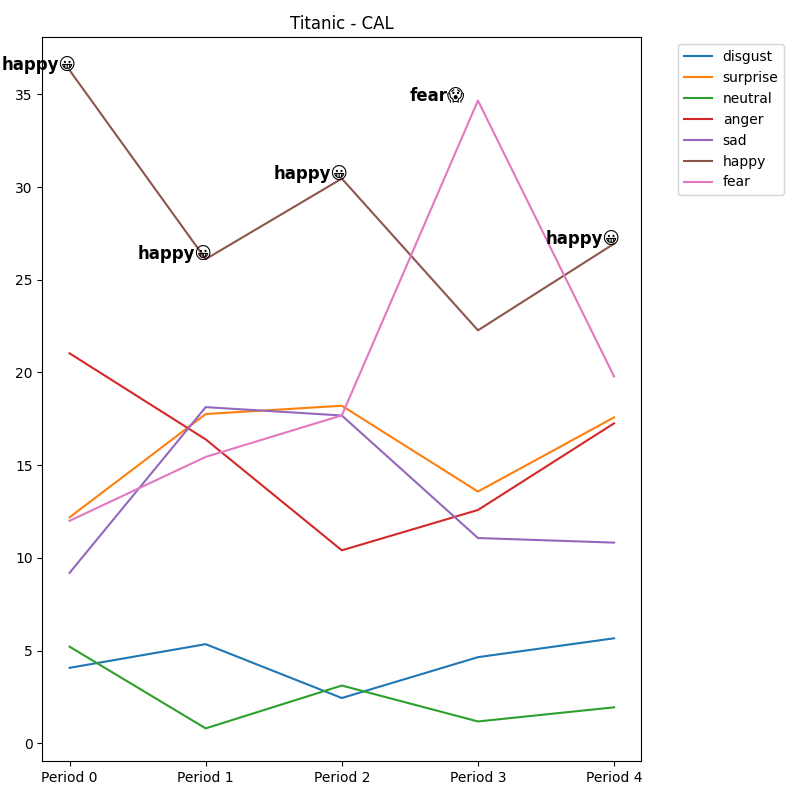 Titanic - CAL
happy😀
fear😱
happy😀
happy😀
happy😀
35
30
25
20
15
10
5
0
Period 0
Period 1
Period 2
Period 3
Period 4
disgust
surprise
neutral
anger
sad
happy
fear